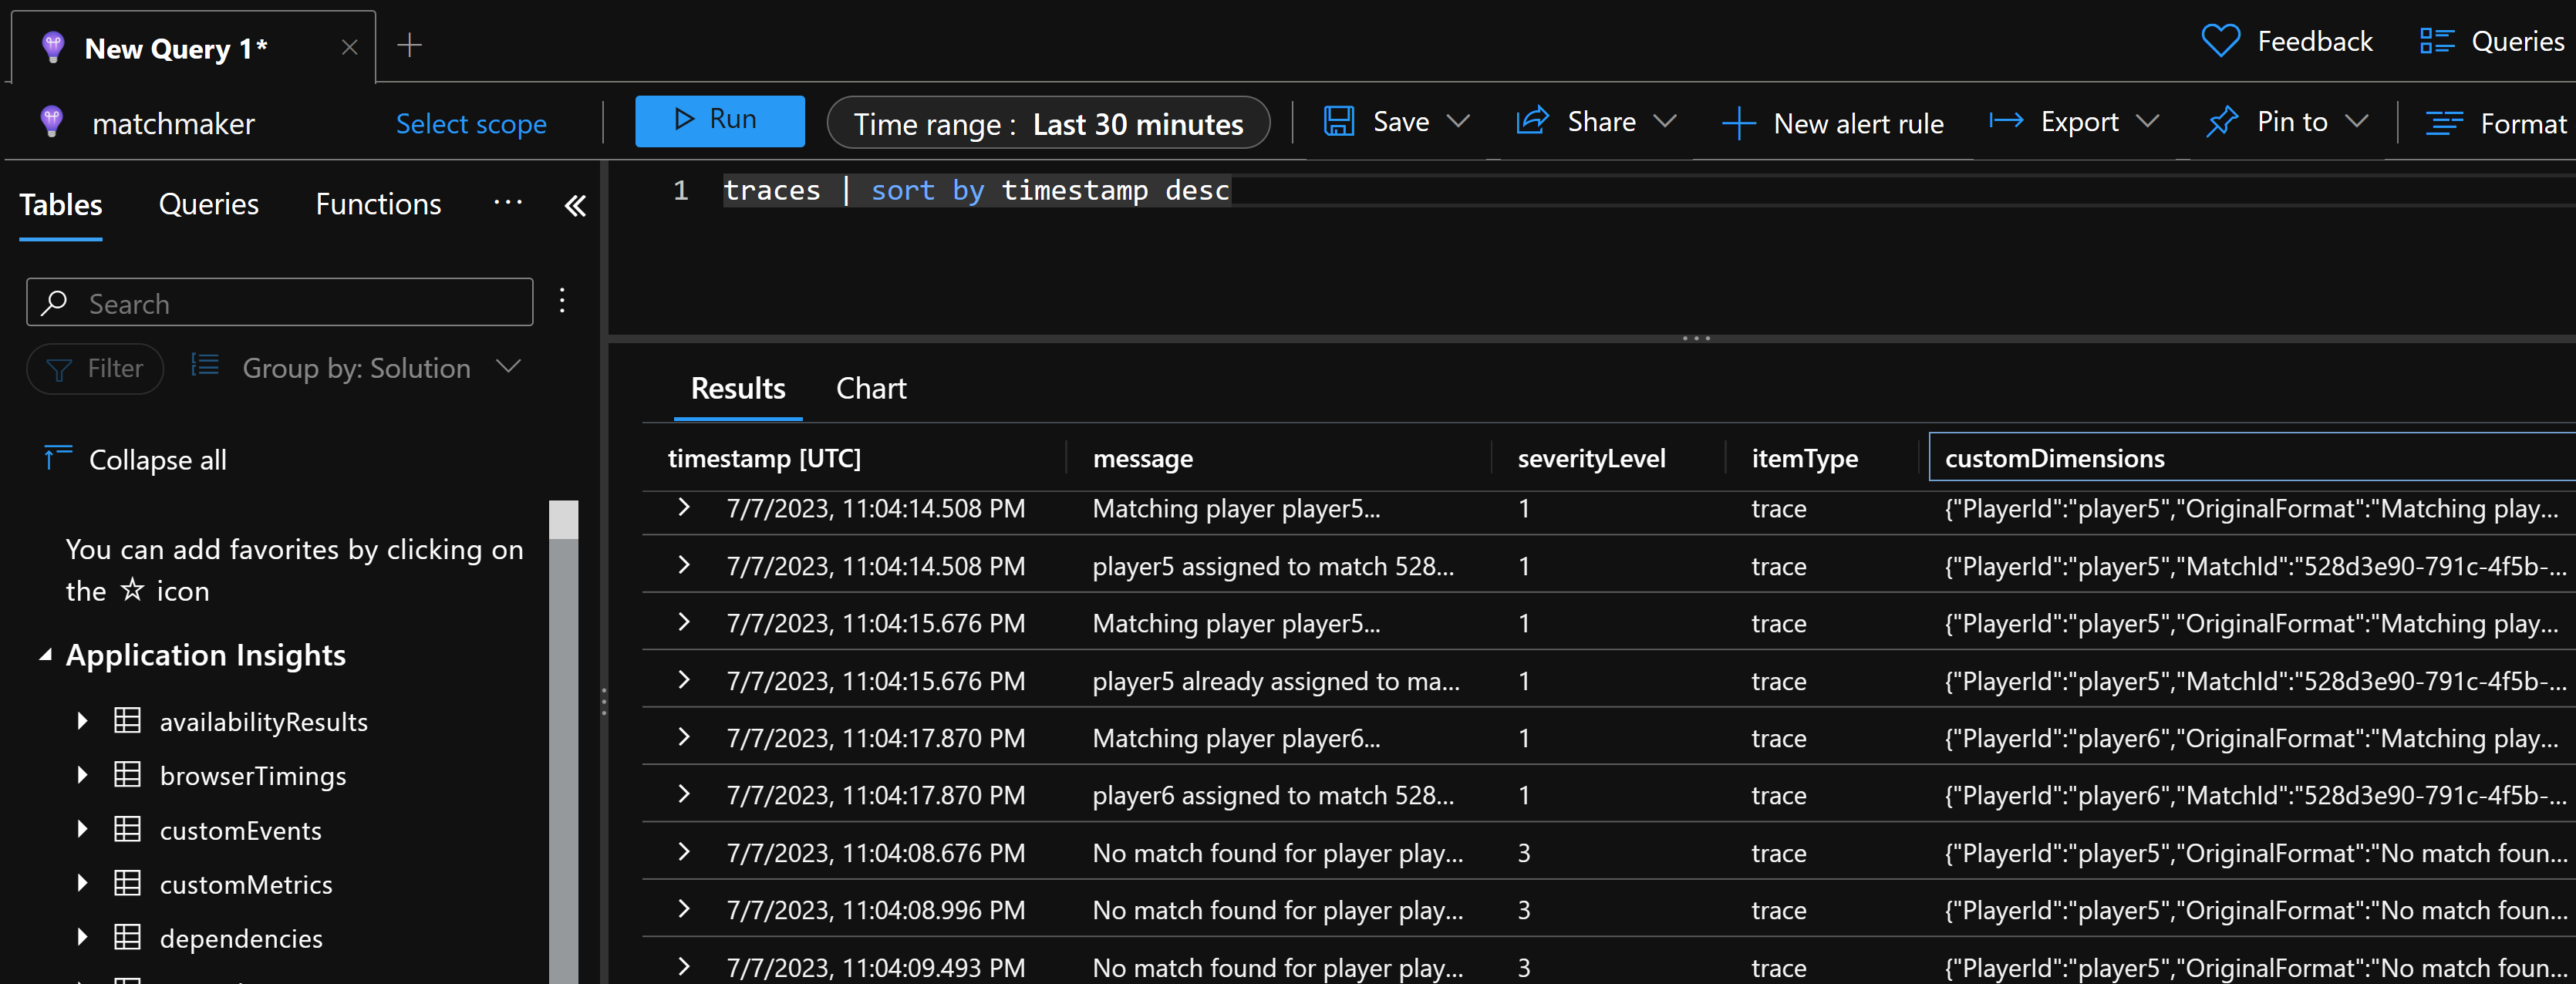 New Query 1*
Feedback
Queries
matchmaker
Select scope
Run
Time range : Last 30 minutes
Save
Share
New alert rule
Export
Pin to
Format
Tables
Queries
Functions
...
1 traces | sort by timestamp desc
Search
Filter
Group by: Solution
Collapse all
You can add favorites by clicking on
the ☆ icon
Application Insights
availabilityResults
browserTimings
customEvents
customMetrics
dependencies
Results
Chart
timestamp [UTC] message severityLevel itemType customDimensions
7/7/2023, 11:04:14.508 PM Matching player player5... 1 trace {"PlayerId":"player5","OriginalFormat":"Matching play...
7/7/2023, 11:04:14.508 PM player5 assigned to match 528... 1 trace {"PlayerId":"player5","MatchId":"528d3e90-791c-4f5b-...
7/7/2023, 11:04:15.676 PM Matching player player5... 1 trace {"PlayerId":"player5","OriginalFormat":"Matching play...
7/7/2023, 11:04:15.676 PM player5 already assigned to ma... 1 trace {"PlayerId":"player5","MatchId":"528d3e90-791c-4f5b-...
7/7/2023, 11:04:17.870 PM Matching player player6... 1 trace {"PlayerId":"player6","OriginalFormat":"Matching play...
7/7/2023, 11:04:17.870 PM player6 assigned to match 528... 1 trace {"PlayerId":"player6","MatchId":"528d3e90-791c-4f5b-...
7/7/2023, 11:04:08.676 PM No match found for player play... 3 trace {"PlayerId":"player5","OriginalFormat":"No match foun...
7/7/2023, 11:04:08.996 PM No match found for player play... 3 trace {"PlayerId":"player5","OriginalFormat":"No match foun...
7/7/2023, 11:04:09.493 PM No match found for player play... 3 trace {"PlayerId":"player5","OriginalFormat":"No match foun...